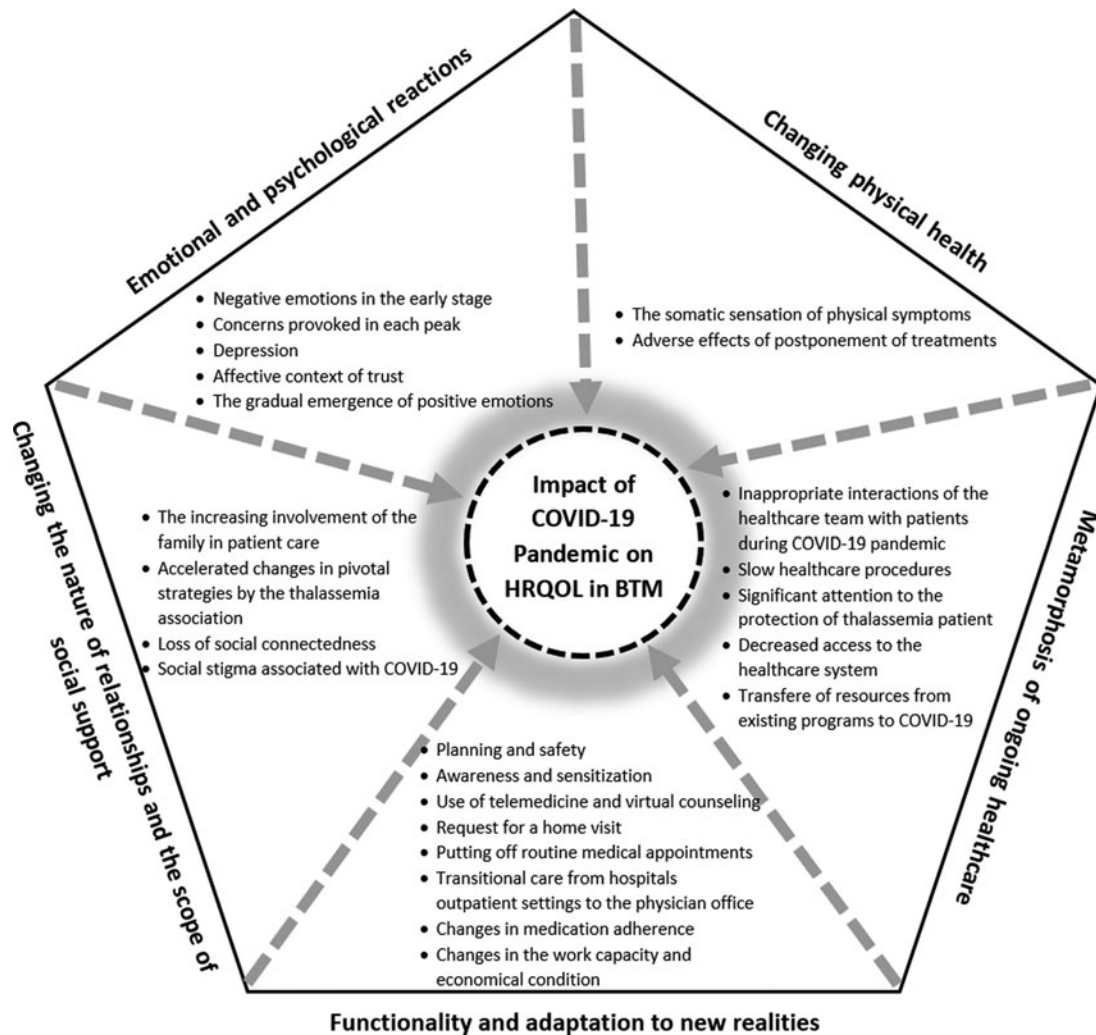 Emotional and psychological reactions
Changing physical health
• Negative emotions in the early stage
• Concerns provoked in each peak
• Depression
• Affective context of trust
• The gradual emergence of positive emotions
• The somatic sensation of physical symptoms
• Adverse effects of postponement of treatments
Changing the nature of relationships and the scope of
social support
• The increasing involvement of the
family in patient care
• Accelerated changes in pivotal
strategies by the thalassemia
association
• Loss of social connectedness
• Social stigma associated with COVID-19
Impact of
COVID-19
Pandemic on
HRQOL in BTM
• Inappropriate interactions of the
healthcare team with patients
during COVID-19 pandemic
• Slow healthcare procedures
• Significant attention to the
protection of thalassemia patient
• Decreased access to the
healthcare system
• Transfere of resources from
existing programs to COVID-19
Metamorphosis of ongoing healthcare
• Planning and safety
• Awareness and sensitization
• Use of telemedicine and virtual counseling
• Request for a home visit
• Putting off routine medical appointments
• Transitional care from hospitals
outpatient settings to the physician office
• Changes in medication adherence
• Changes in the work capacity and
economical condition
Functionality and adaptation to new realities